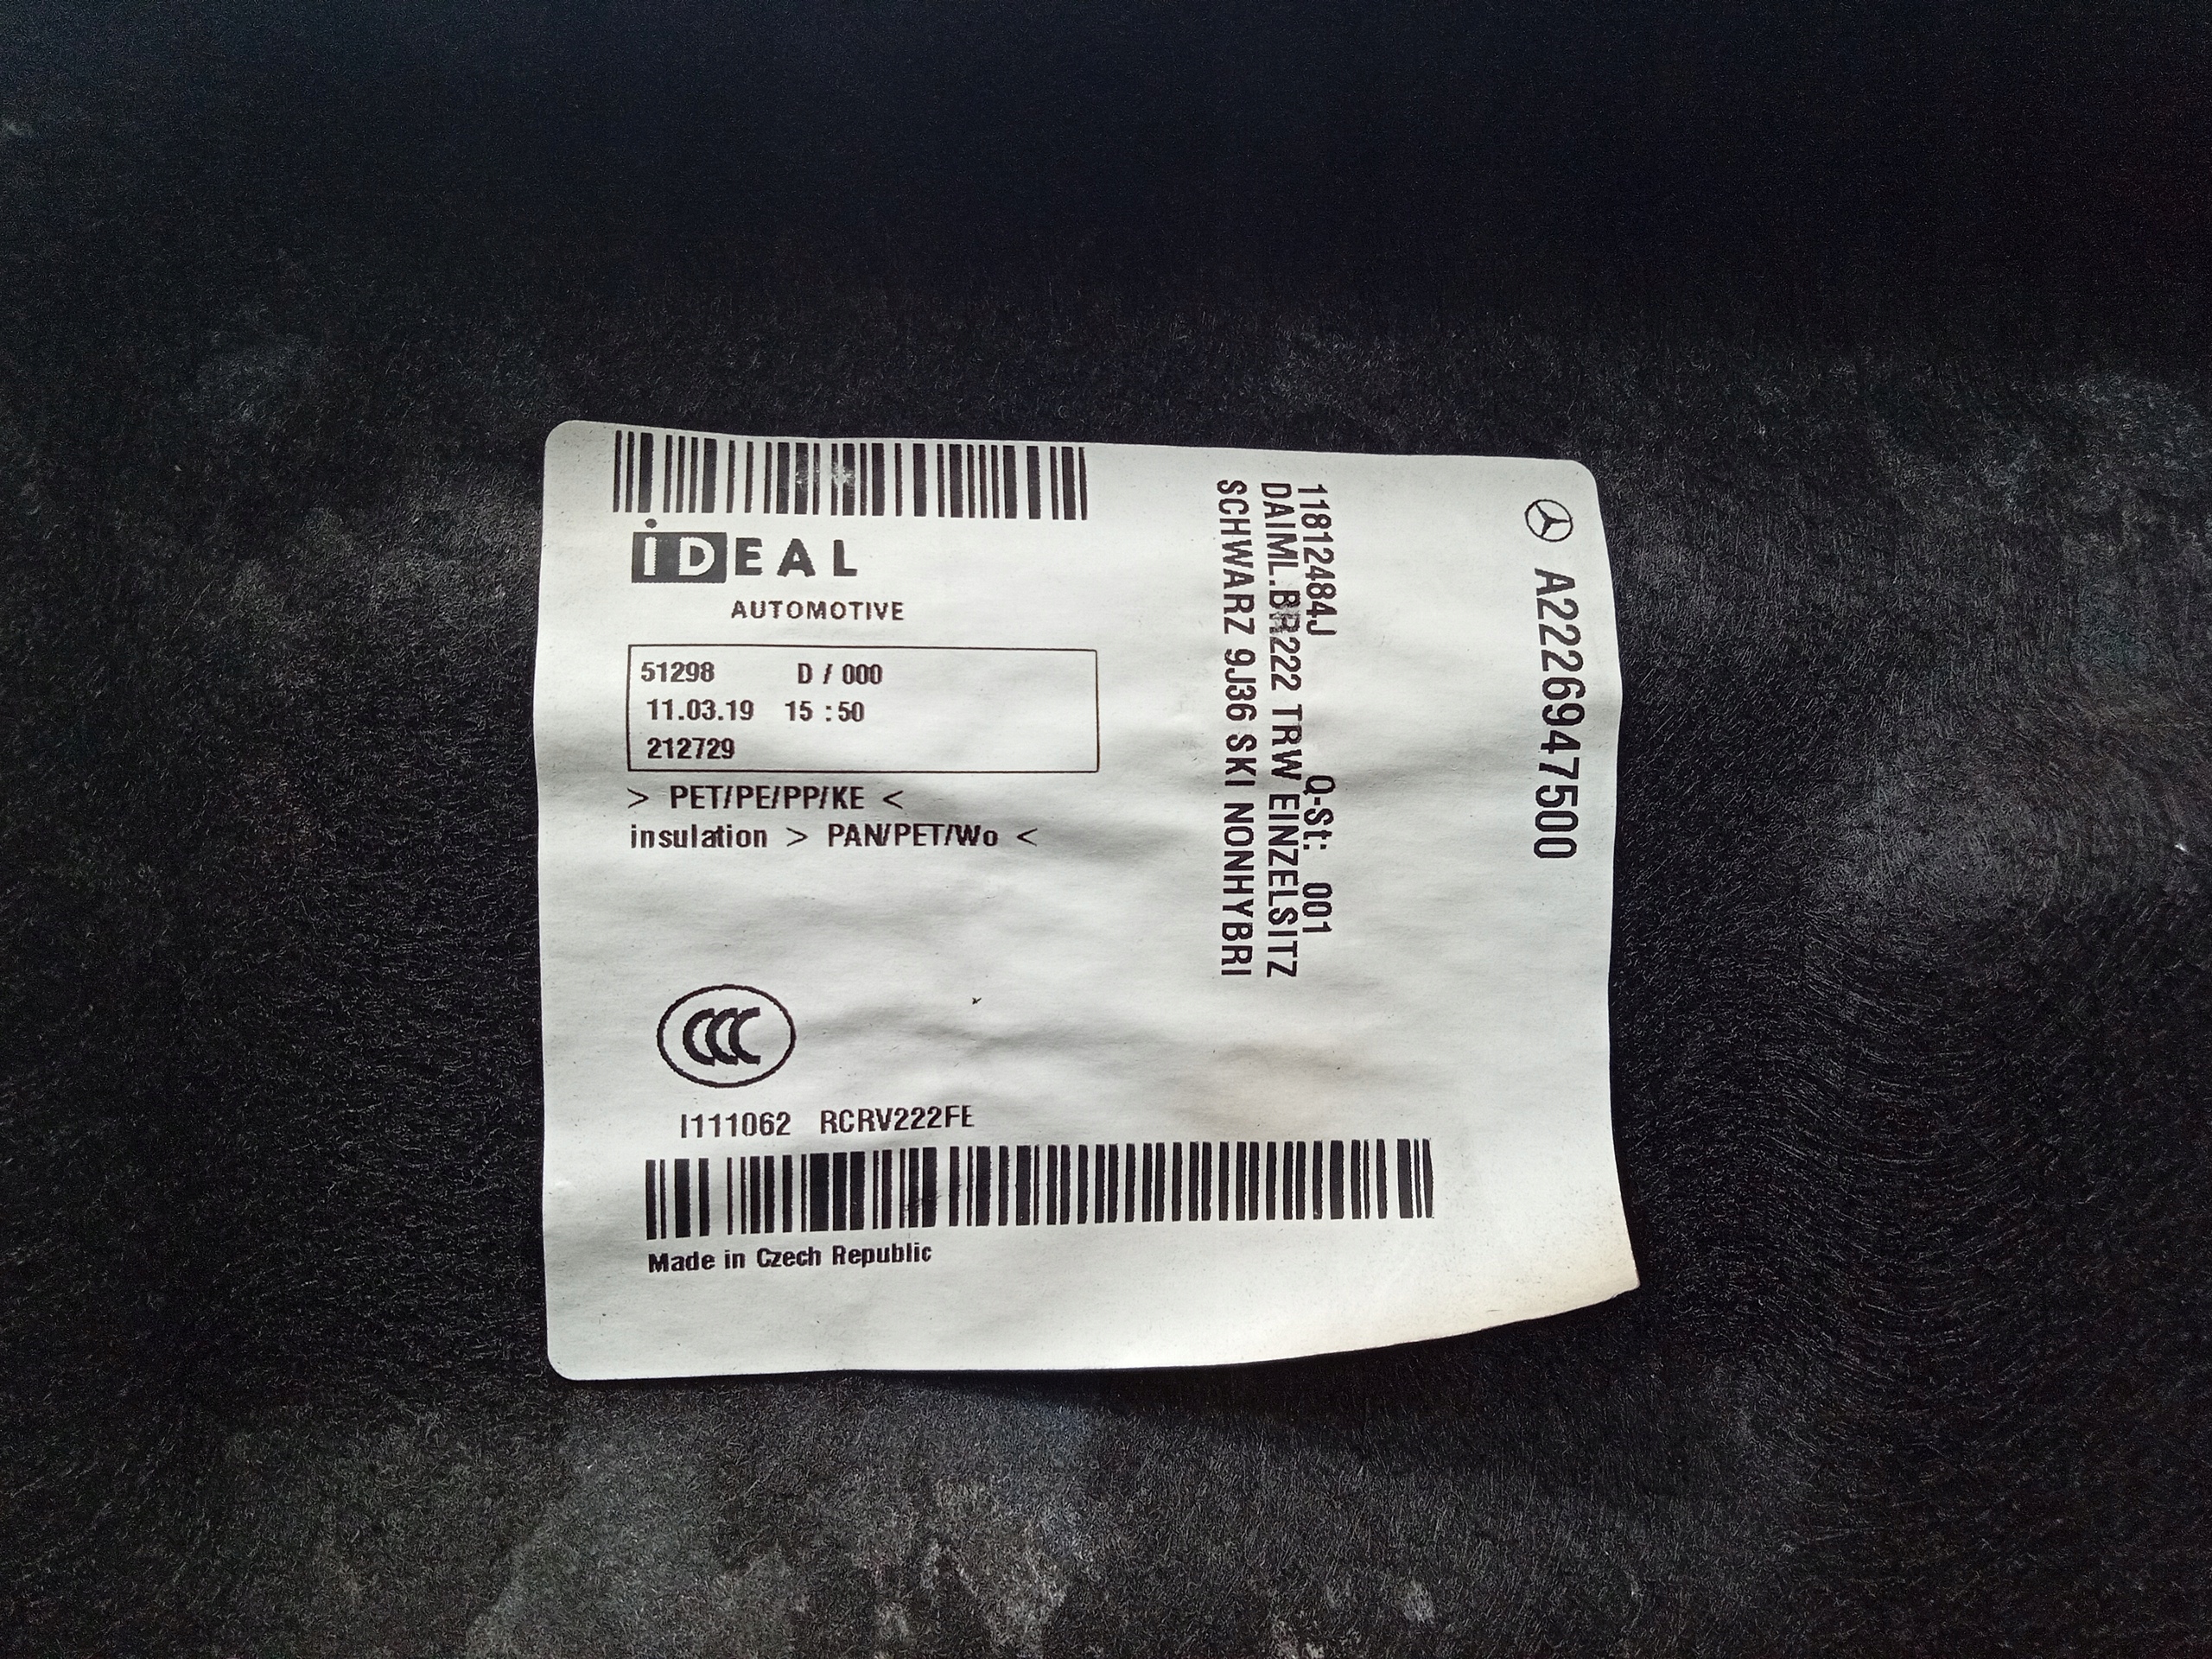 iDEAL
AUTOMOTIVE
51298 D / 000
11.03.19 15 :50
212729
> PET/PE/PP/KE <
insulation > PAN/PET/Wo <
CCC
I111062 RCRV222FE
Made in Czech Republic
A2226947500
11812484J Q-St: 001
DAIML.BR222 TRW EINZELSITZ
SCHWARZ 9J36 SKI NONHYBRI